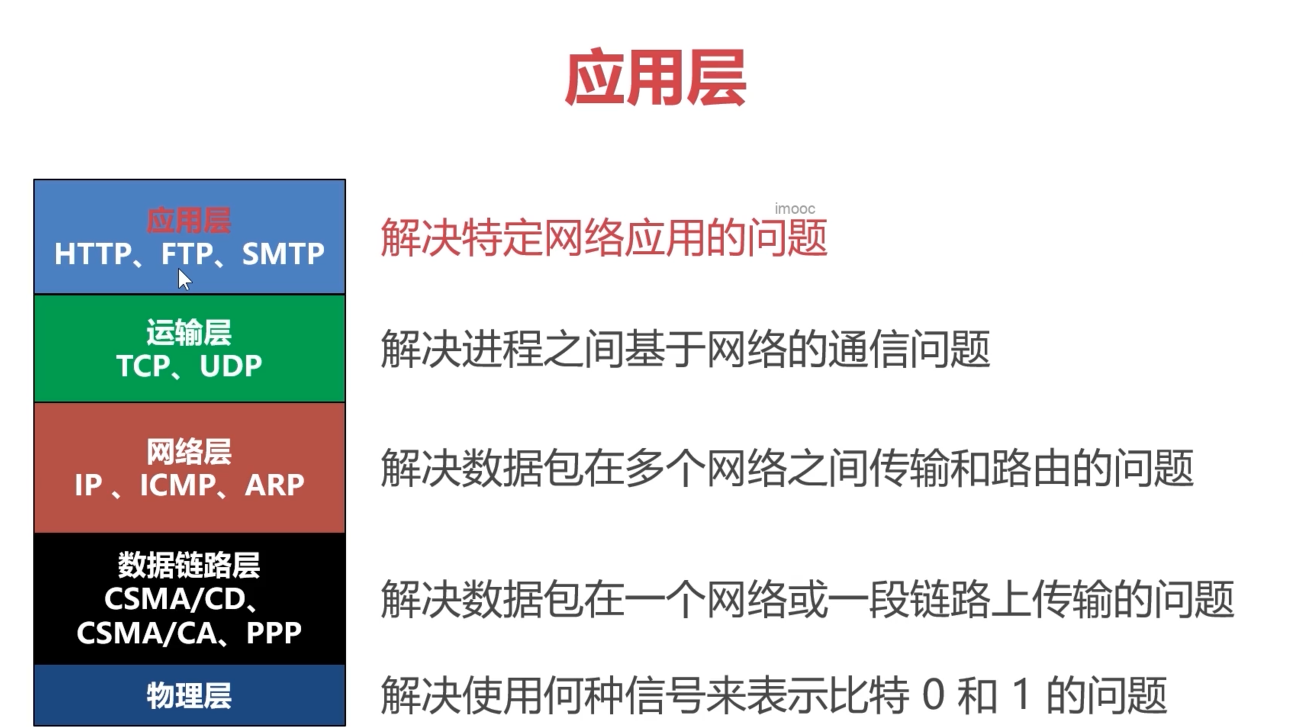 应用层
应用层
HTTP、FTP、SMTP
imooc
解决特定网络应用的问题
运输层
TCP、UDP
解决进程之间基于网络的通信问题
网络层
IP 、ICMP、ARP
解决数据包在多个网络之间传输和路由的问题
数据链路层
CSMA/CD、
CSMA/CA、PPP
解决数据包在一个网络或一段链路上传输的问题
物理层
解决使用何种信号来表示比特 0 和 1 的问题